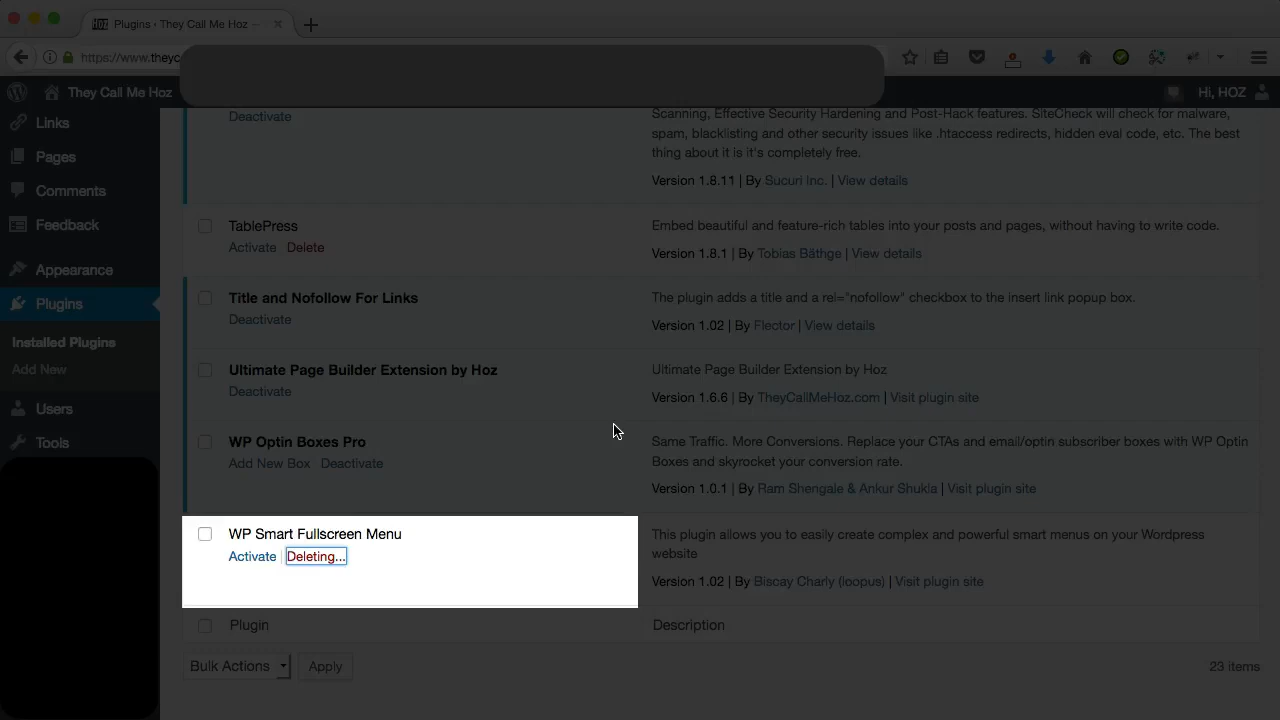 Plugins ‹ They Call Me Hoz —
https://www.theyc
They Call Me Hoz
Hi, HOZ
Links
Pages
Comments
Feedback
Appearance
Plugins
Installed Plugins
Add New
Users
Tools
Deactivate
Scanning, Effective Security Hardening and Post-Hack features. SiteCheck will check for malware,
spam, blacklisting and other security issues like .htaccess redirects, hidden eval code, etc. The best
thing about it is it's completely free.
Version 1.8.11 | By Sucuri Inc. | View details
TablePress
Activate Delete
Embed beautiful and feature-rich tables into your posts and pages, without having to write code.
Version 1.8.1 | By Tobias Bäthge | View details
Title and Nofollow For Links
Deactivate
The plugin adds a title and a rel="nofollow" checkbox to the insert link popup box.
Version 1.02 | By Flector | View details
Ultimate Page Builder Extension by Hoz
Deactivate
Ultimate Page Builder Extension by Hoz
Version 1.6.6 | By TheyCallMeHoz.com | Visit plugin site
WP Optin Boxes Pro
Add New Box Deactivate
Same Traffic. More Conversions. Replace your CTAs and email/optin subscriber boxes with WP Optin
Boxes and skyrocket your conversion rate.
Version 1.0.1 | By Ram Shengale & Ankur Shukla | Visit plugin site
WP Smart Fullscreen Menu
Activate | Deleting...
This plugin allows you to easily create complex and powerful smart menus on your Wordpress
website
Version 1.02 | By Biscay Charly (loopus) | Visit plugin site
Plugin
Description
Bulk Actions
Apply
23 items